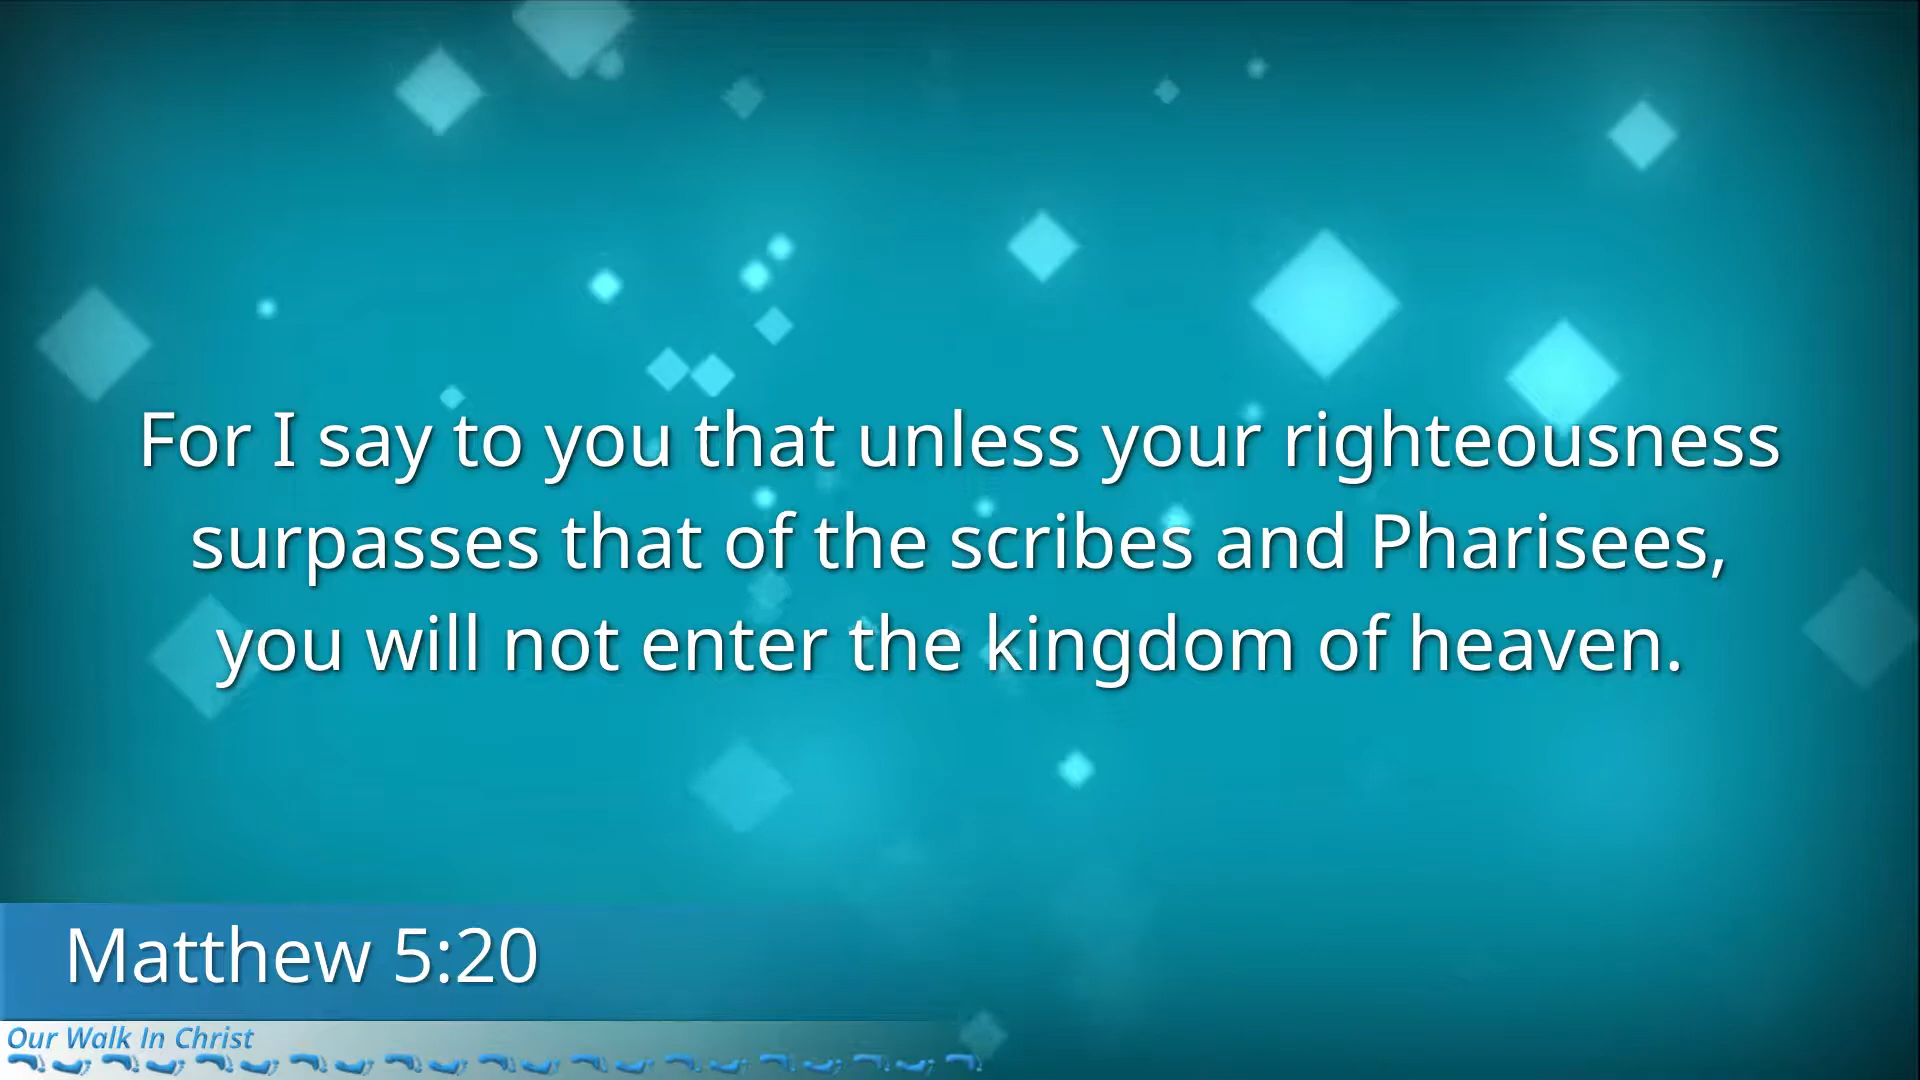 For I say to you that unless your righteousness
surpasses that of the scribes and Pharisees,
you will not enter the kingdom of heaven.
Matthew 5:20
Our Walk In Christ